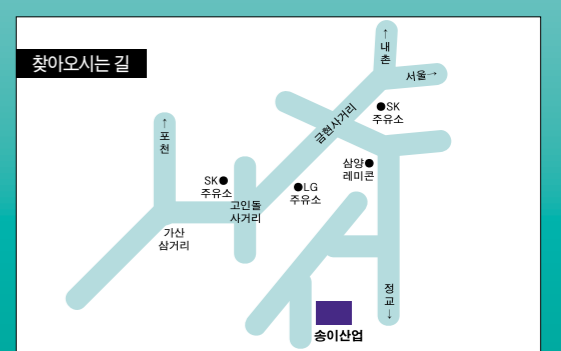 찾아오시는 길
↑
내
촌
서울→
●SK
주유소
금현사거리
↑
포
천
삼양●
레미콘
SK●
주유소
●LG
주유소
고인돌
사거리
가산
삼거리
정
교
↓
송이산업